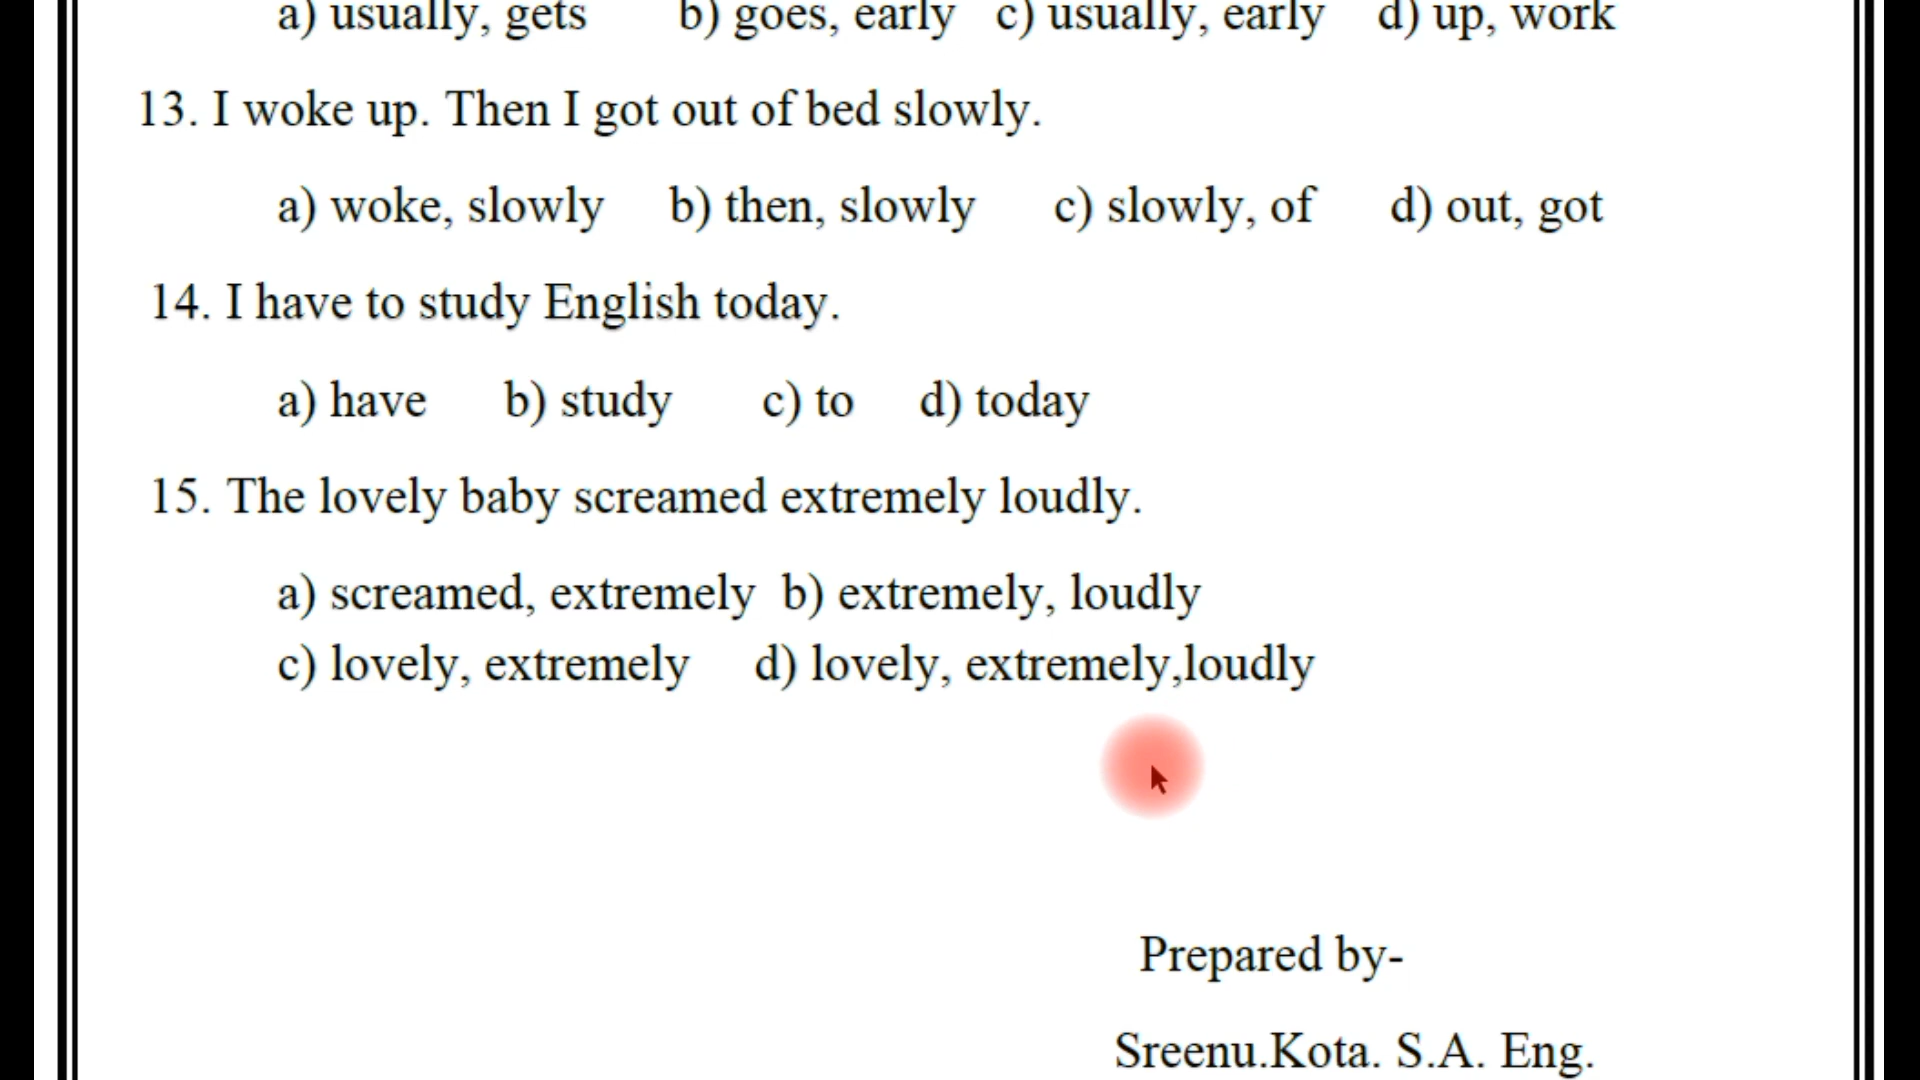 a) usually, gets b) goes, early c) usually, early d) up, work
13. I woke up. Then I got out of bed slowly.
a) woke, slowly b) then, slowly c) slowly, of d) out, got
14. I have to study English today.
a) have b) study c) to d) today
15. The lovely baby screamed extremely loudly.
a) screamed, extremely b) extremely, loudly
c) lovely, extremely d) lovely, extremely,loudly
Prepared by-
Sreenu.Kota. S.A. Eng.